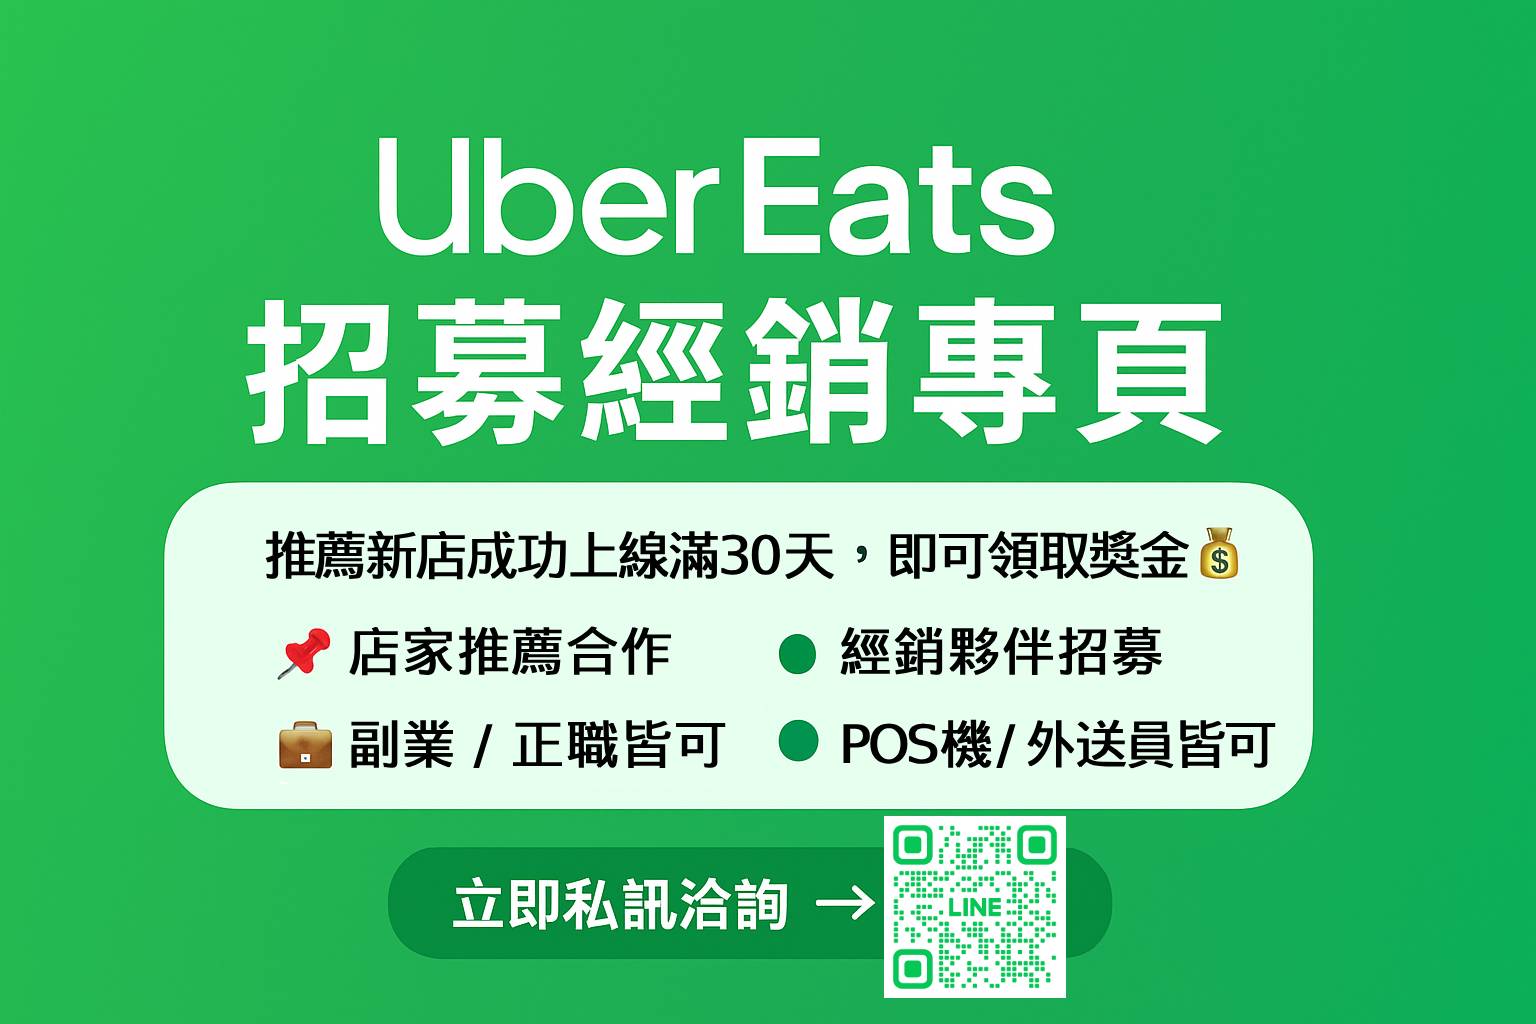 Uber Eats
招募經銷專頁
推薦新店成功上線滿30天，即可領取獎金
店家推薦合作
經銷夥伴招募
副業 / 正職皆可
POS機/外送員皆可
立即私訊洽詢 →
LINE